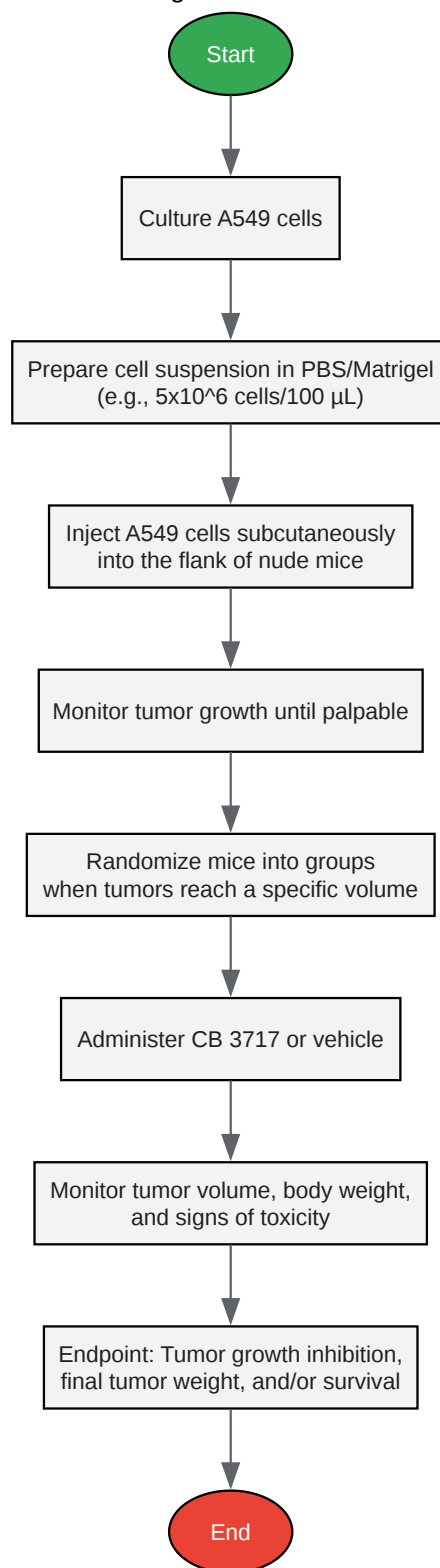 Start
Culture A549 cells
Prepare cell suspension in PBS/Matrigel
(e.g., 5x10^6 cells/100 µL)
Inject A549 cells subcutaneously
into the flank of nude mice
Monitor tumor growth until palpable
Randomize mice into groups
when tumors reach a specific volume
Administer CB 3717 or vehicle
Monitor tumor volume, body weight,
and signs of toxicity
Endpoint: Tumor growth inhibition,
final tumor weight, and/or survival
End